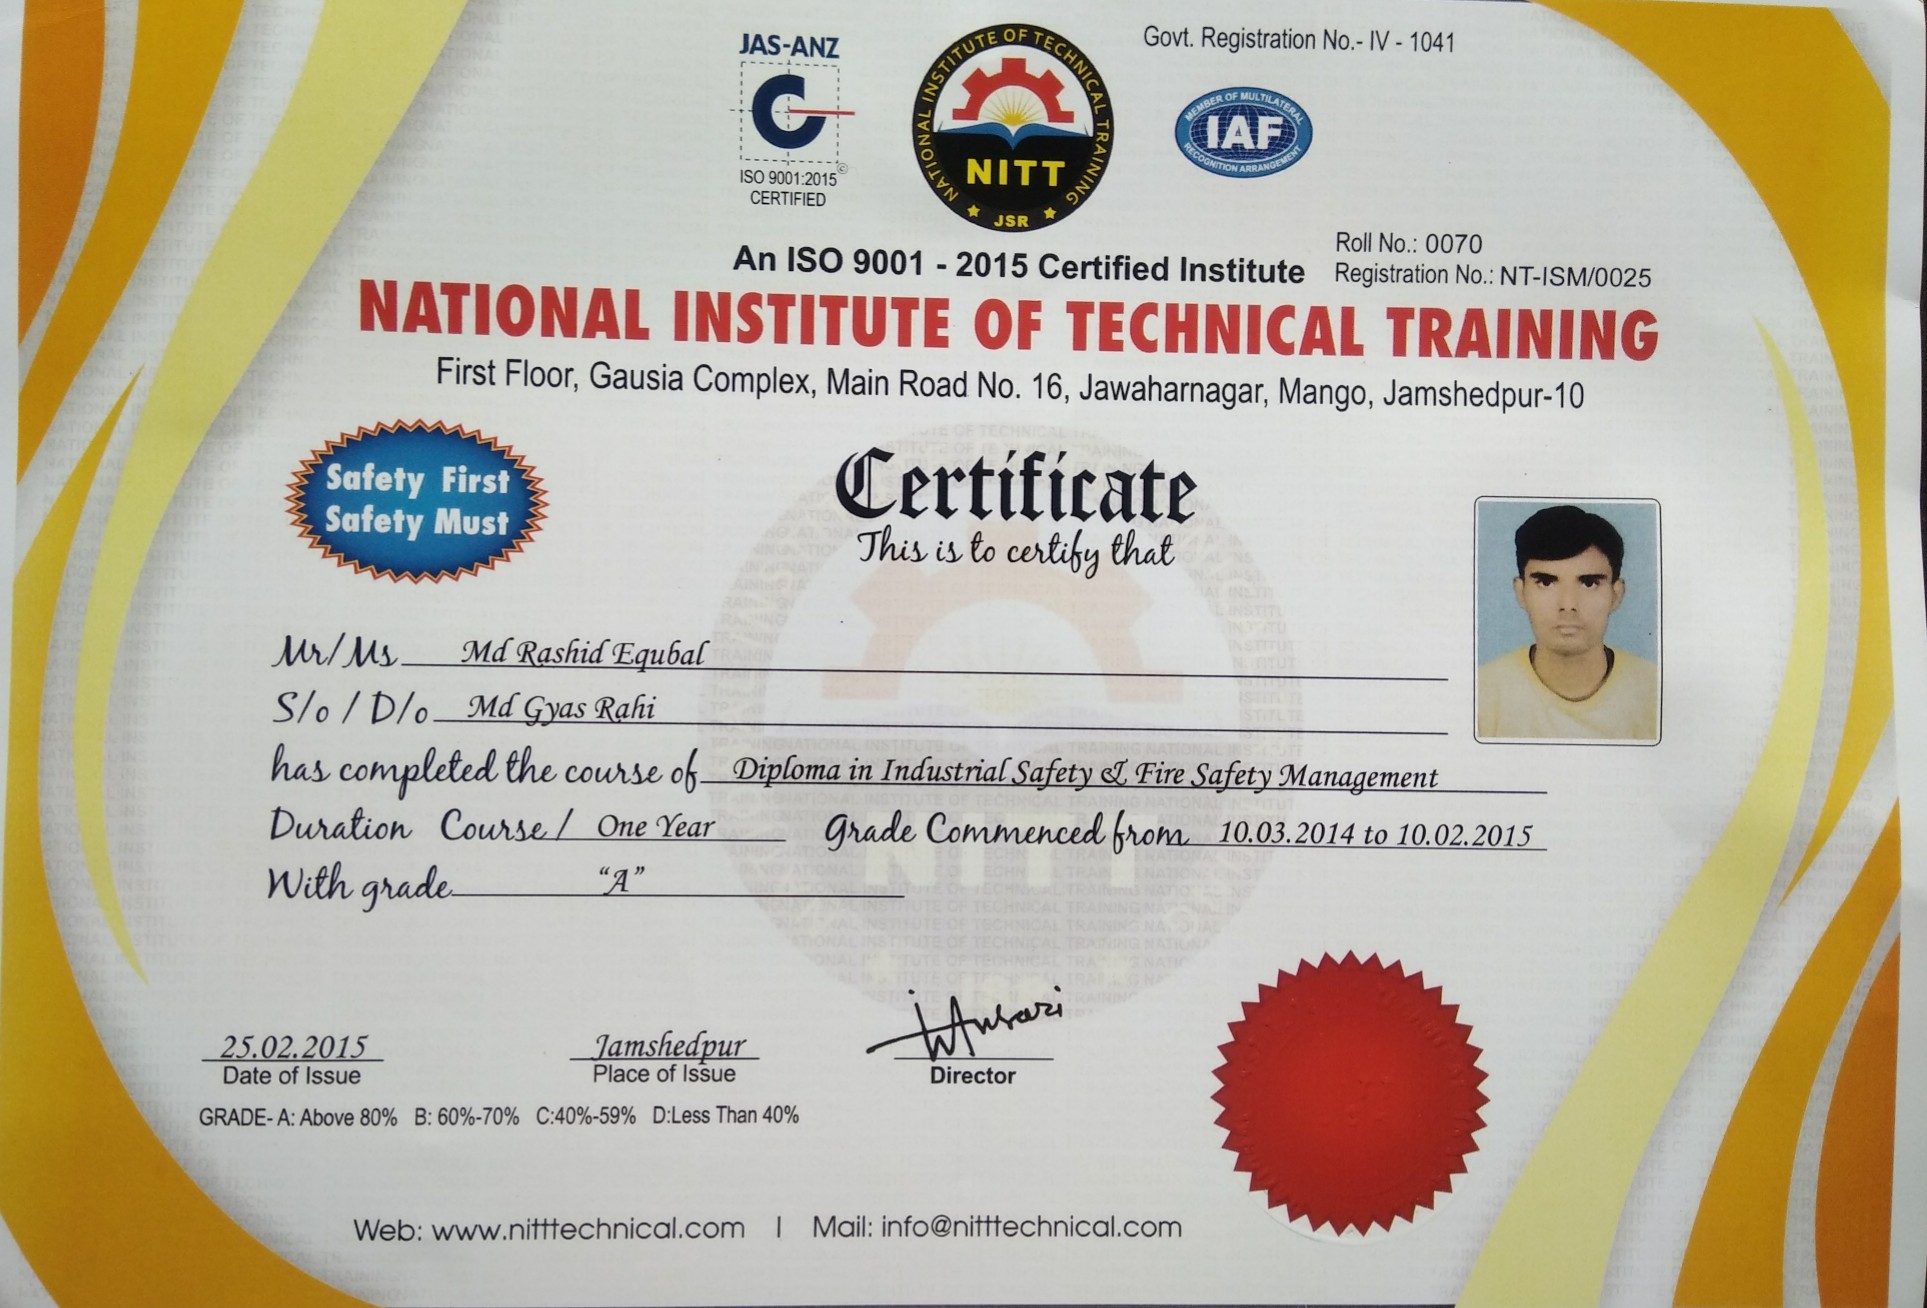 JAS-ANZ
ISO 9001:2015
CERTIFIED
NATIONAL INSTITUTE OF TECHNICAL TRAINING
NITT
JSR
Govt. Registration No.- IV - 1041
MEMBER OF MULTILATERAL
IAF
RECOGNITION ARRANGEMENT
An ISO 9001 - 2015 Certified Institute
Roll No.: 0070
Registration No.: NT-ISM/0025
NATIONAL INSTITUTE OF TECHNICAL TRAINING
First Floor, Gausia Complex, Main Road No. 16, Jawaharnagar, Mango, Jamshedpur-10
Safety First
Safety Must
Certificate
This is to certify that
Mr/Ms Md Rashid Equbal
S/o / D/o Md Gyas Rahi
has completed the course of Diploma in Industrial Safety & Fire Safety Management
Duration Course / One Year Grade Commenced from 10.03.2014 to 10.02.2015
With grade "A"
25.02.2015
Date of Issue
Jamshedpur
Place of Issue
Director
GRADE- A: Above 80% B: 60%-70% C:40%-59% D:Less Than 40%
Web: www.nitttechnical.com | Mail: info@nitttechnical.com